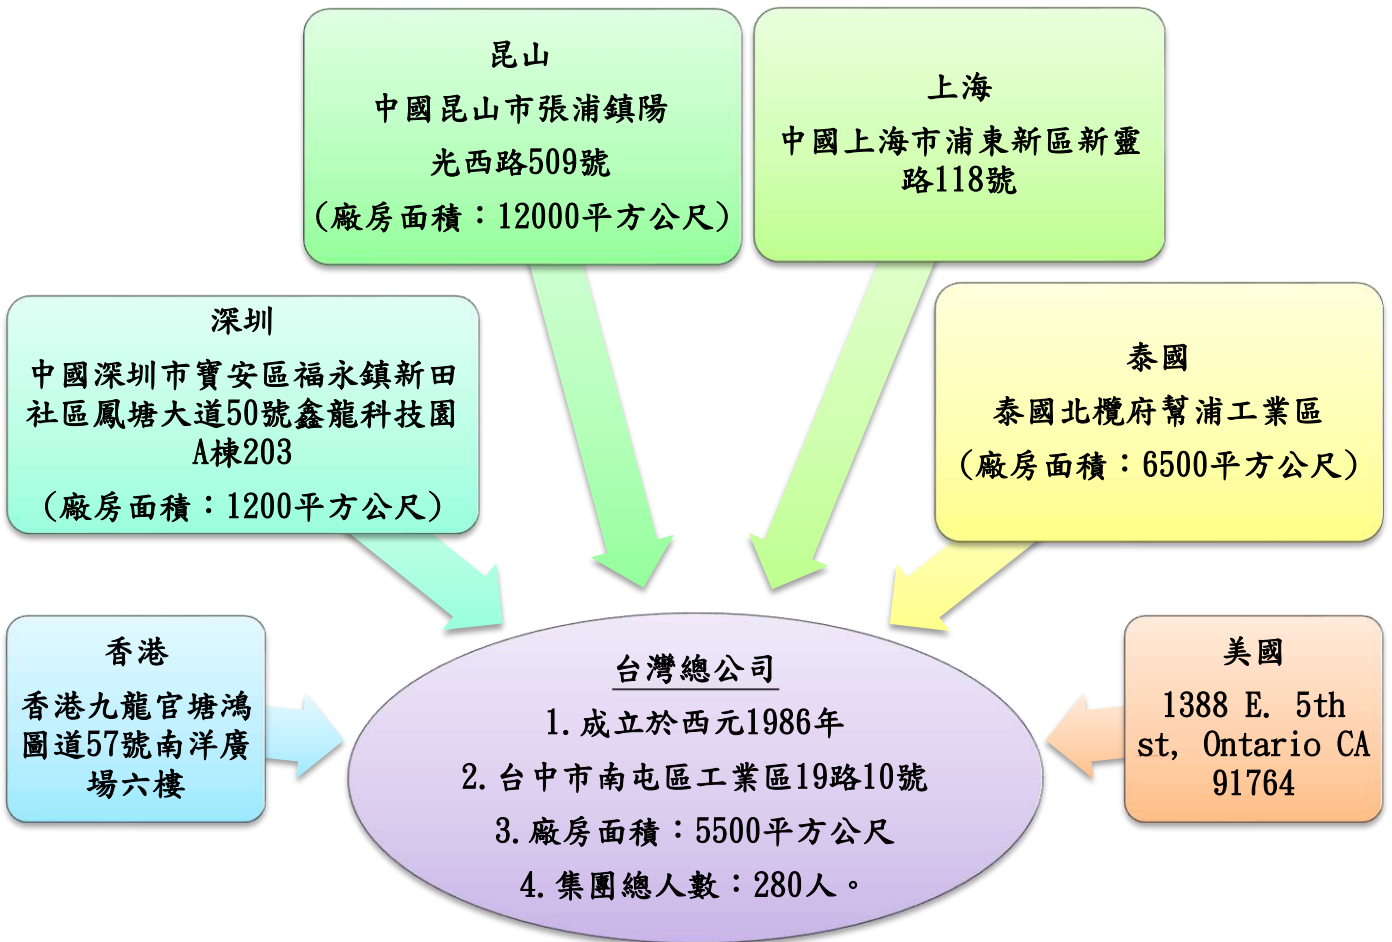 昆山
中國昆山市張浦鎮陽
光西路509號
(廠房面積：12000平方公尺)
上海
中國上海市浦東新區新靈
路118號
深圳
中國深圳市寶安區福永鎮新田
社區鳳塘大道50號鑫龍科技園
A棟203
(廠房面積：1200平方公尺)
泰國
泰國北欖府幫浦工業區
(廠房面積：6500平方公尺)
香港
香港九龍官塘鴻
圖道57號南洋廣
場六樓
台灣總公司
1.成立於西元1986年
2.台中市南屯區工業區19路10號
3.廠房面積：5500平方公尺
4.集團總人數：280人。
美國
1388 E. 5th
st, Ontario CA
91764